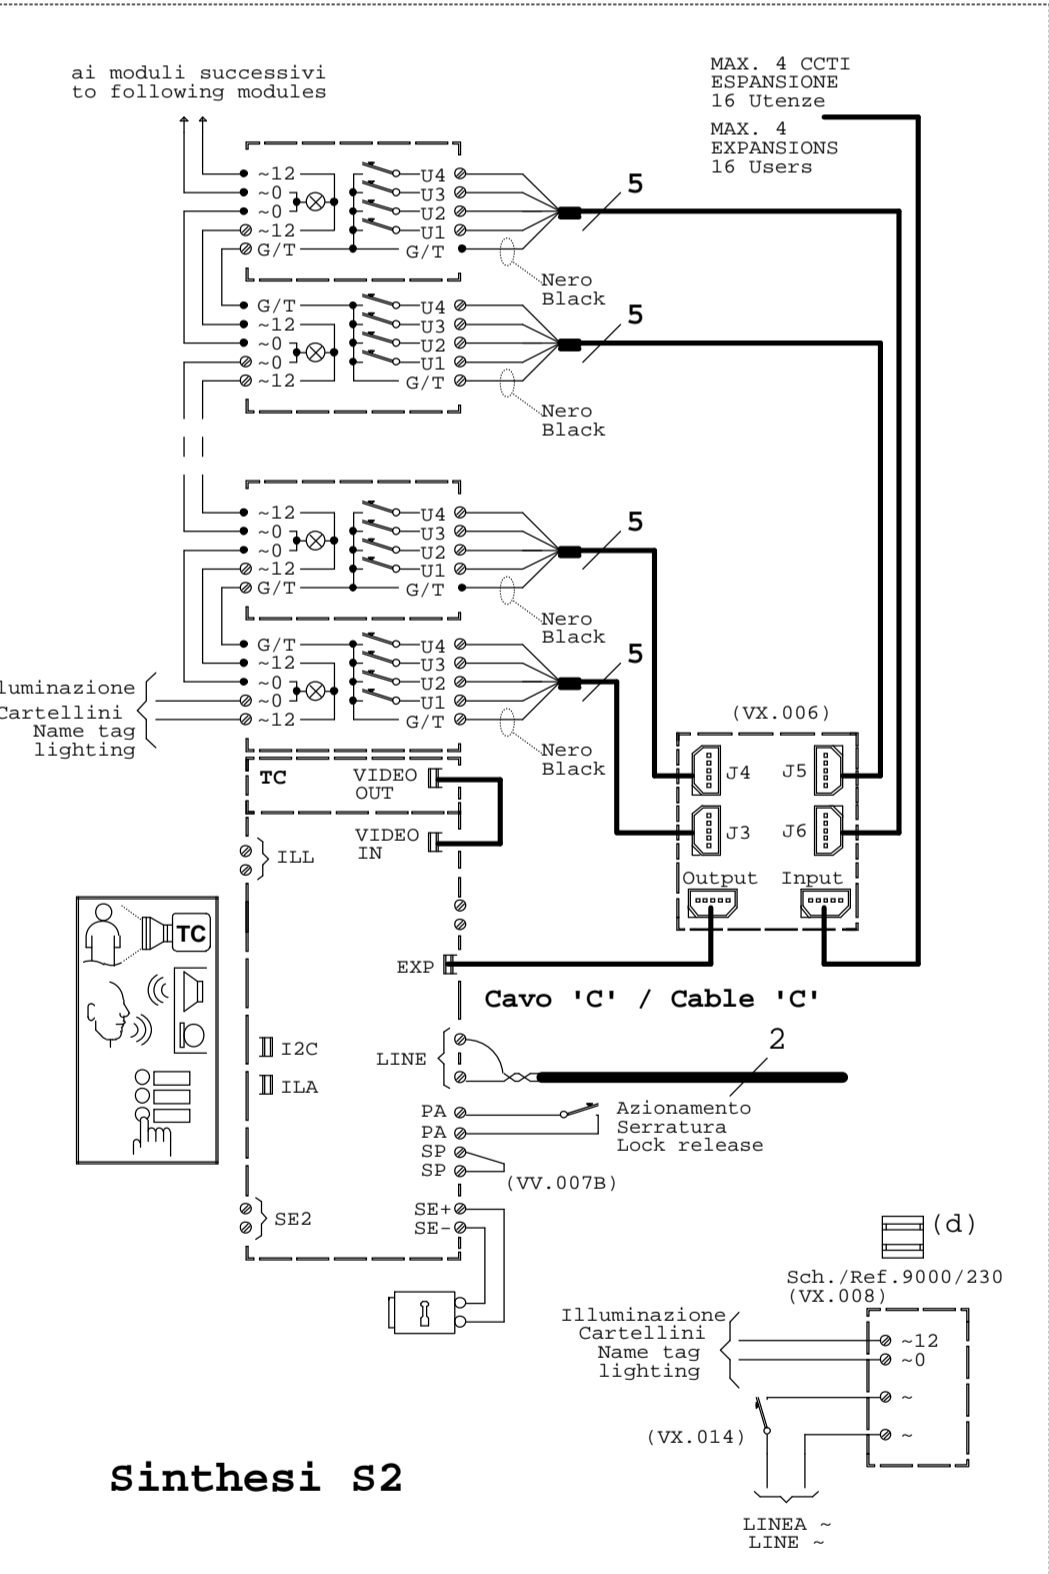 ai moduli successivi
to following modules
MAX. 4 CCTI
ESPANSIONE
16 Utenze
MAX. 4
EXPANSIONS
16 Users
~12
~0
~0
~12
G/T
U4
U3
U2
U1
G/T
5
Nero
Black
G/T
~12
~0
~0
~12
U4
U3
U2
U1
G/T
5
Nero
Black
~12
~0
~0
~12
G/T
U4
U3
U2
U1
G/T
5
Nero
Black
G/T
~12
~0
~0
~12
U4
U3
U2
U1
G/T
5
Nero
Black
luminazione
Cartellini
Name tag
lighting
(VX.006)
J4
J5
J3
J6
Output
Input
TC
VIDEO
OUT
VIDEO
IN
ILL
TC
EXP
Cavo 'C' / Cable 'C'
I2C
ILA
LINE
2
PA
PA
SP
SP
Azionamento
Serratura
Lock release
(VV.007B)
SE2
SE+
SE-
(d)
Sch./Ref.9000/230
(VX.008)
Illuminazione
Cartellini
Name tag
lighting
~12
~0
~
~
(VX.014)
LINEA ~
LINE ~
Sinthesi S2